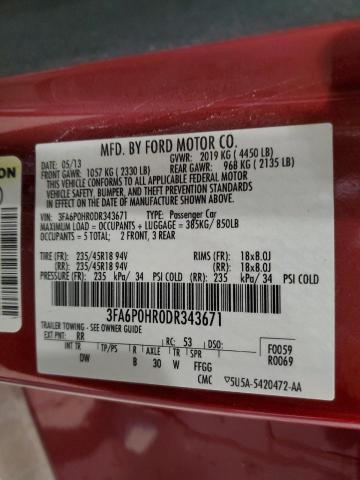 MFD. BY FORD MOTOR CO.
DATE: 05/13 GVWR: 2019 KG ( 4450 LB)
FRONT GAWR: 1057 KG ( 2330 LB) REAR GAWR: 968 KG ( 2135 LB)
THIS VEHICLE CONFORMS TO ALL APPLICABLE FEDERAL MOTOR
VEHICLE SAFETY, BUMPER, AND THEFT PREVENTION STANDARDS
IN EFFECT ON THE DATE OF MANUFACTURE SHOWN ABOVE.
VIN: 3FA6P0HR0DR343671 TYPE: Passenger Car
MAXIMUM LOAD = OCCUPANTS + LUGGAGE = 385KG/ 850LB
OCCUPANTS = 5 TOTAL: 2 FRONT, 3 REAR
TIRE (FR): 235/45R18 94V RIMS (FR): 18x8.0J
(RR): 235/45R18 94V (RR): 18x8.0J
PRESSURE (FR): 235 kPa/ 34 PSI COLD (RR): 235 kPa/ 34 PSI COLD
3FA6P0HR0DR343671
TRAILER TOWING - SEE OWNERS MANUAL
EXT PNT: RR RC: 53 DSO: F0059
INT TR TP/PS R AXLE TR SPR R0069
DW B 30 W FFGG
CMC ▽5U5A-5420472-AA